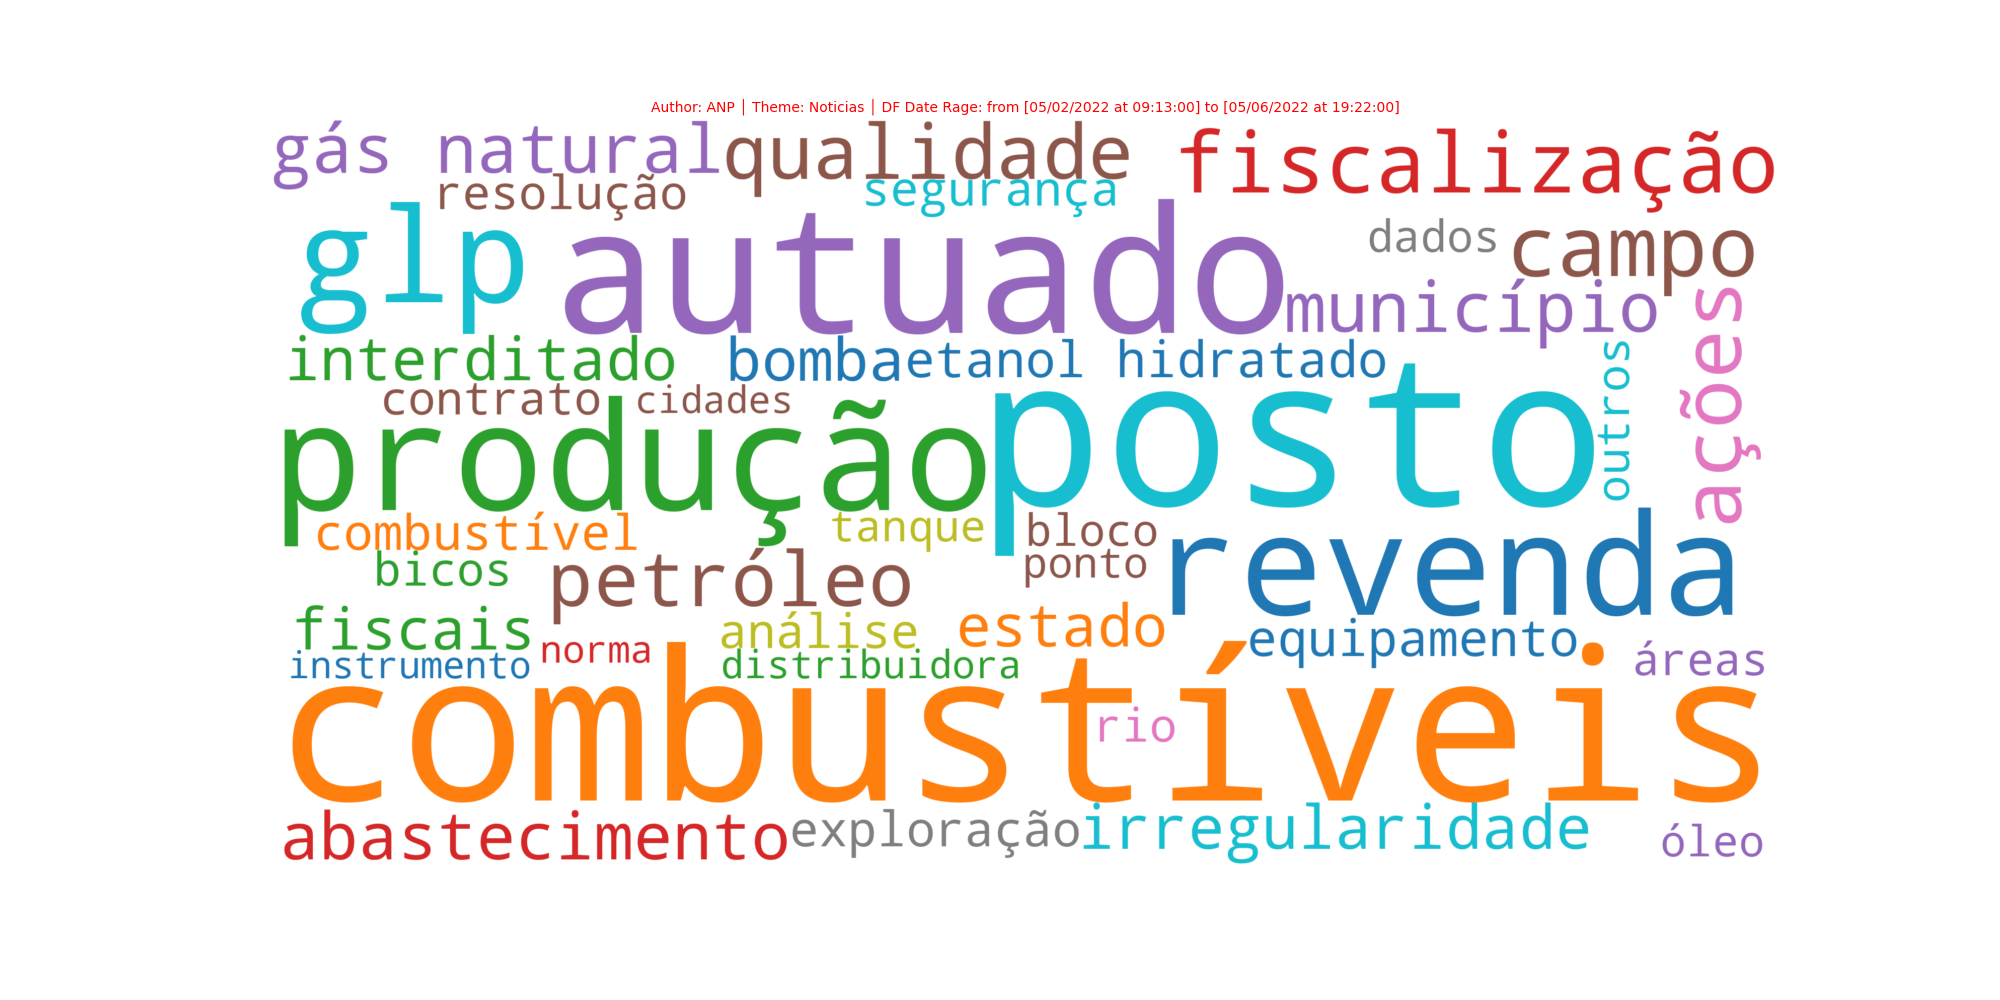 Author: ANP | Theme: Noticias | DF Date Rage: from [05/02/2022 at 09:13:00] to [05/06/2022 at 19:22:00]
gás natural
qualidade
fiscalização
resolução
segurança
glp
autuado
dados
campo
município
ações
interditado
bomba
etanol hidratado
outros
contrato
cidades
produção
posto
combustível
tanque
bloco
revenda
bicos
petróleo
ponto
fiscais
norma
análise
estado
equipamento
áreas
instrumento
distribuidora
combustíveis
rio
abastecimento
exploração
irregularidade
óleo